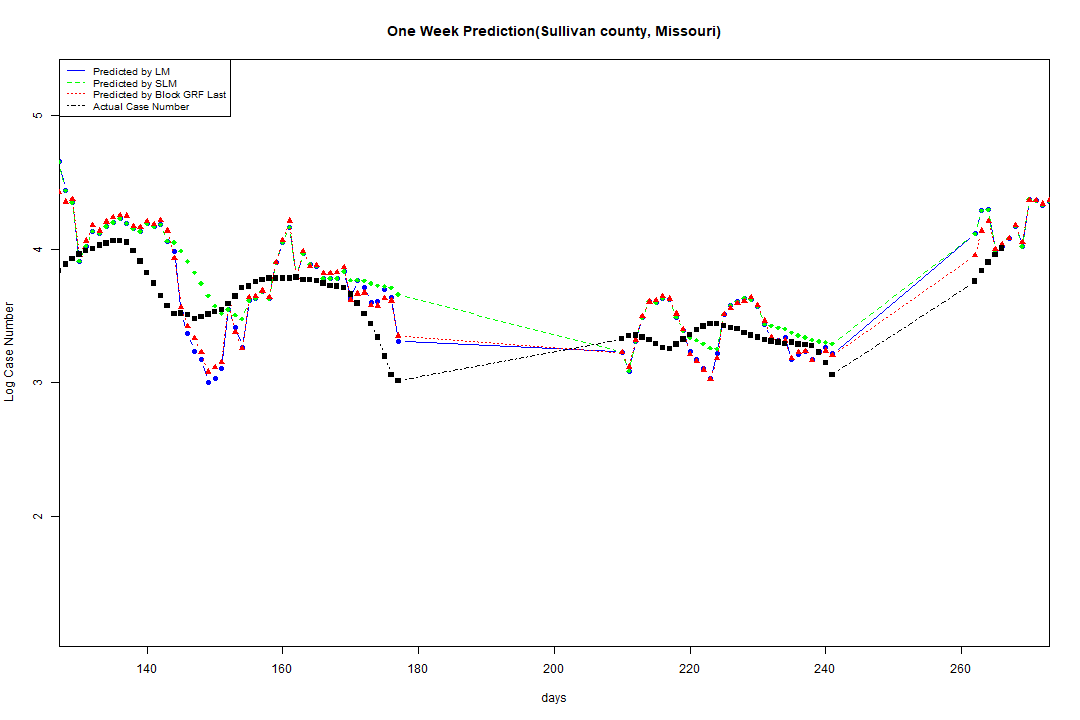 One Week Prediction(Sullivan county, Missouri)
Predicted by LM
Predicted by SLM
Predicted by Block GRF Last
Actual Case Number
5
4
3
2
Log Case Number
140 160 180 200 220 240 260
days